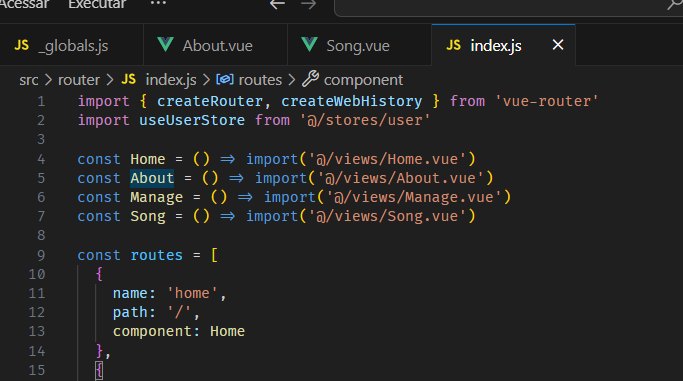 Acessar Executar ··· ← →
JS _globals.js About.vue Song.vue JS index.js ×
src > router > JS index.js > routes > component
1 import { createRouter, createWebHistory } from 'vue-router'
2 import useUserStore from '@/stores/user'
3
4 const Home = () => import('@/views/Home.vue')
5 const About = () => import('@/views/About.vue')
6 const Manage = () => import('@/views/Manage.vue')
7 const Song = () => import('@/views/Song.vue')
8
9 const routes = [
10 {
11 name: 'home',
12 path: '/',
13 component: Home
14 },
15 {